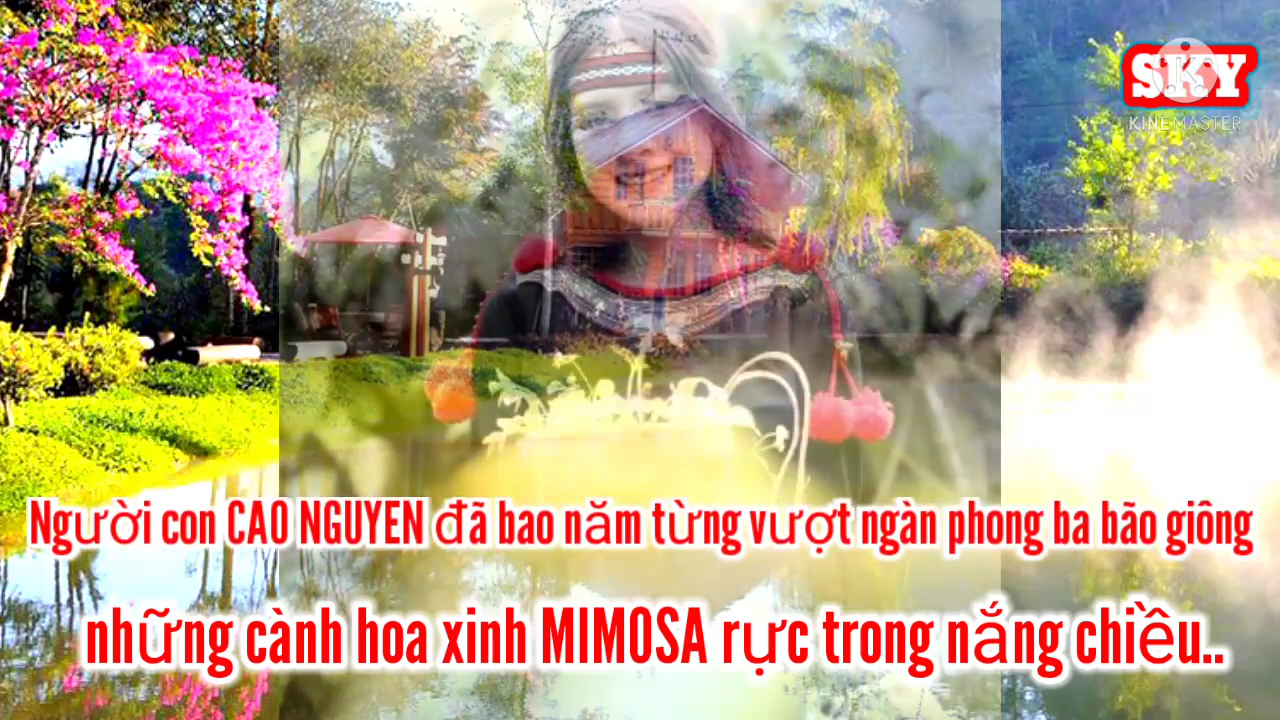 SKY
KINEMASTER
Người con CAO NGUYEN đã bao năm từng vượt ngàn phong ba bão giông
những cành hoa xinh MIMOSA rực trong nắng chiều..